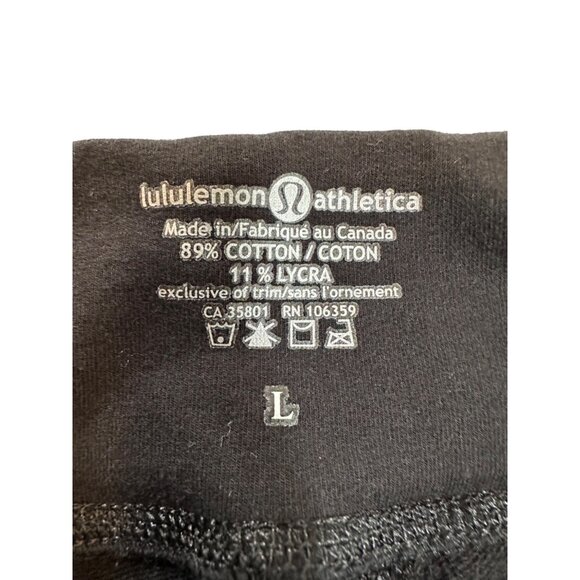 lululemon athletica
Made in/Fabriqué au Canada
89% COTTON / COTON
11 % LYCRA
exclusive of trim/sans l'ornement
CA 35801 RN 106359
L